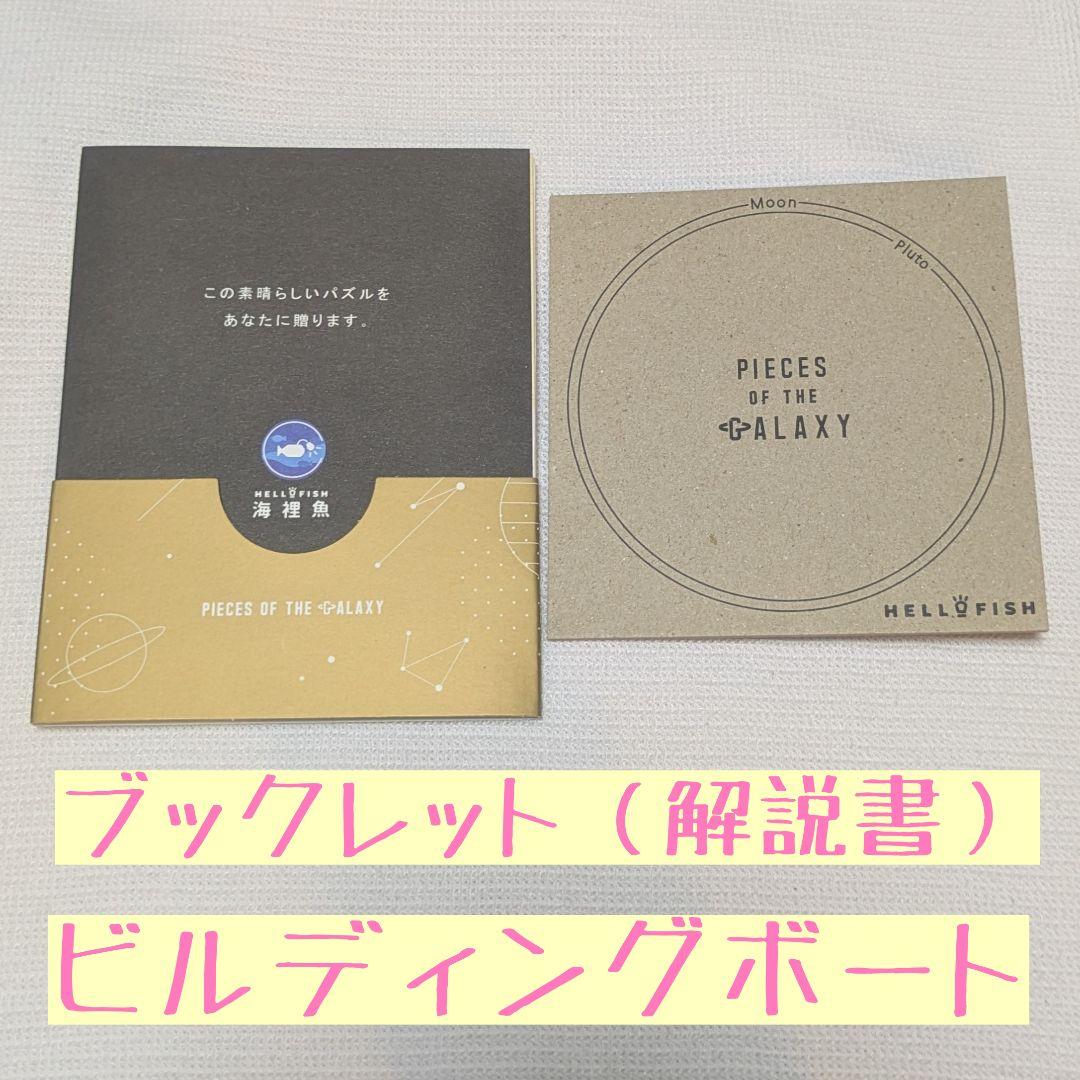 この素晴らしいパズルを
あなたに贈ります。
HELLOFISH
海裡魚
PIECES OF THE GALAXY
Moon
Pluto
PIECES
OF THE
GALAXY
HELLOFISH
ブックレット（解説書）
ビルディングボート